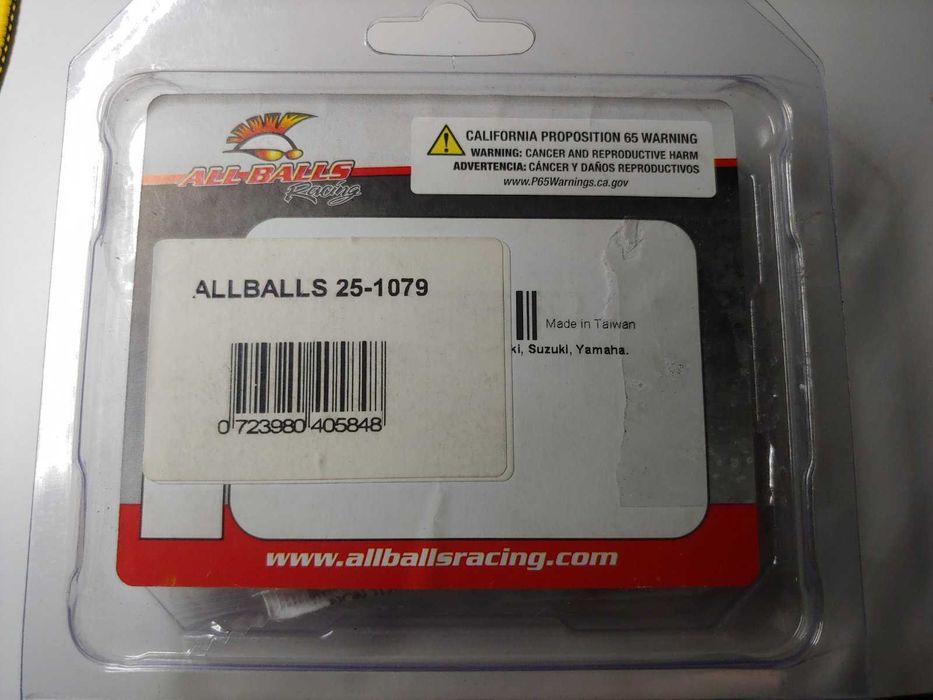 ALL BALLS
Racing
CALIFORNIA PROPOSITION 65 WARNING
WARNING: CANCER AND REPRODUCTIVE HARM
ADVERTENCIA: CÁNCER Y DAÑOS REPRODUCTIVOS
www.P65Warnings.ca.gov
ALLBALLS 25-1079
Made in Taiwan
ki, Suzuki, Yamaha.
0 723980 405848
www.allballsracing.com